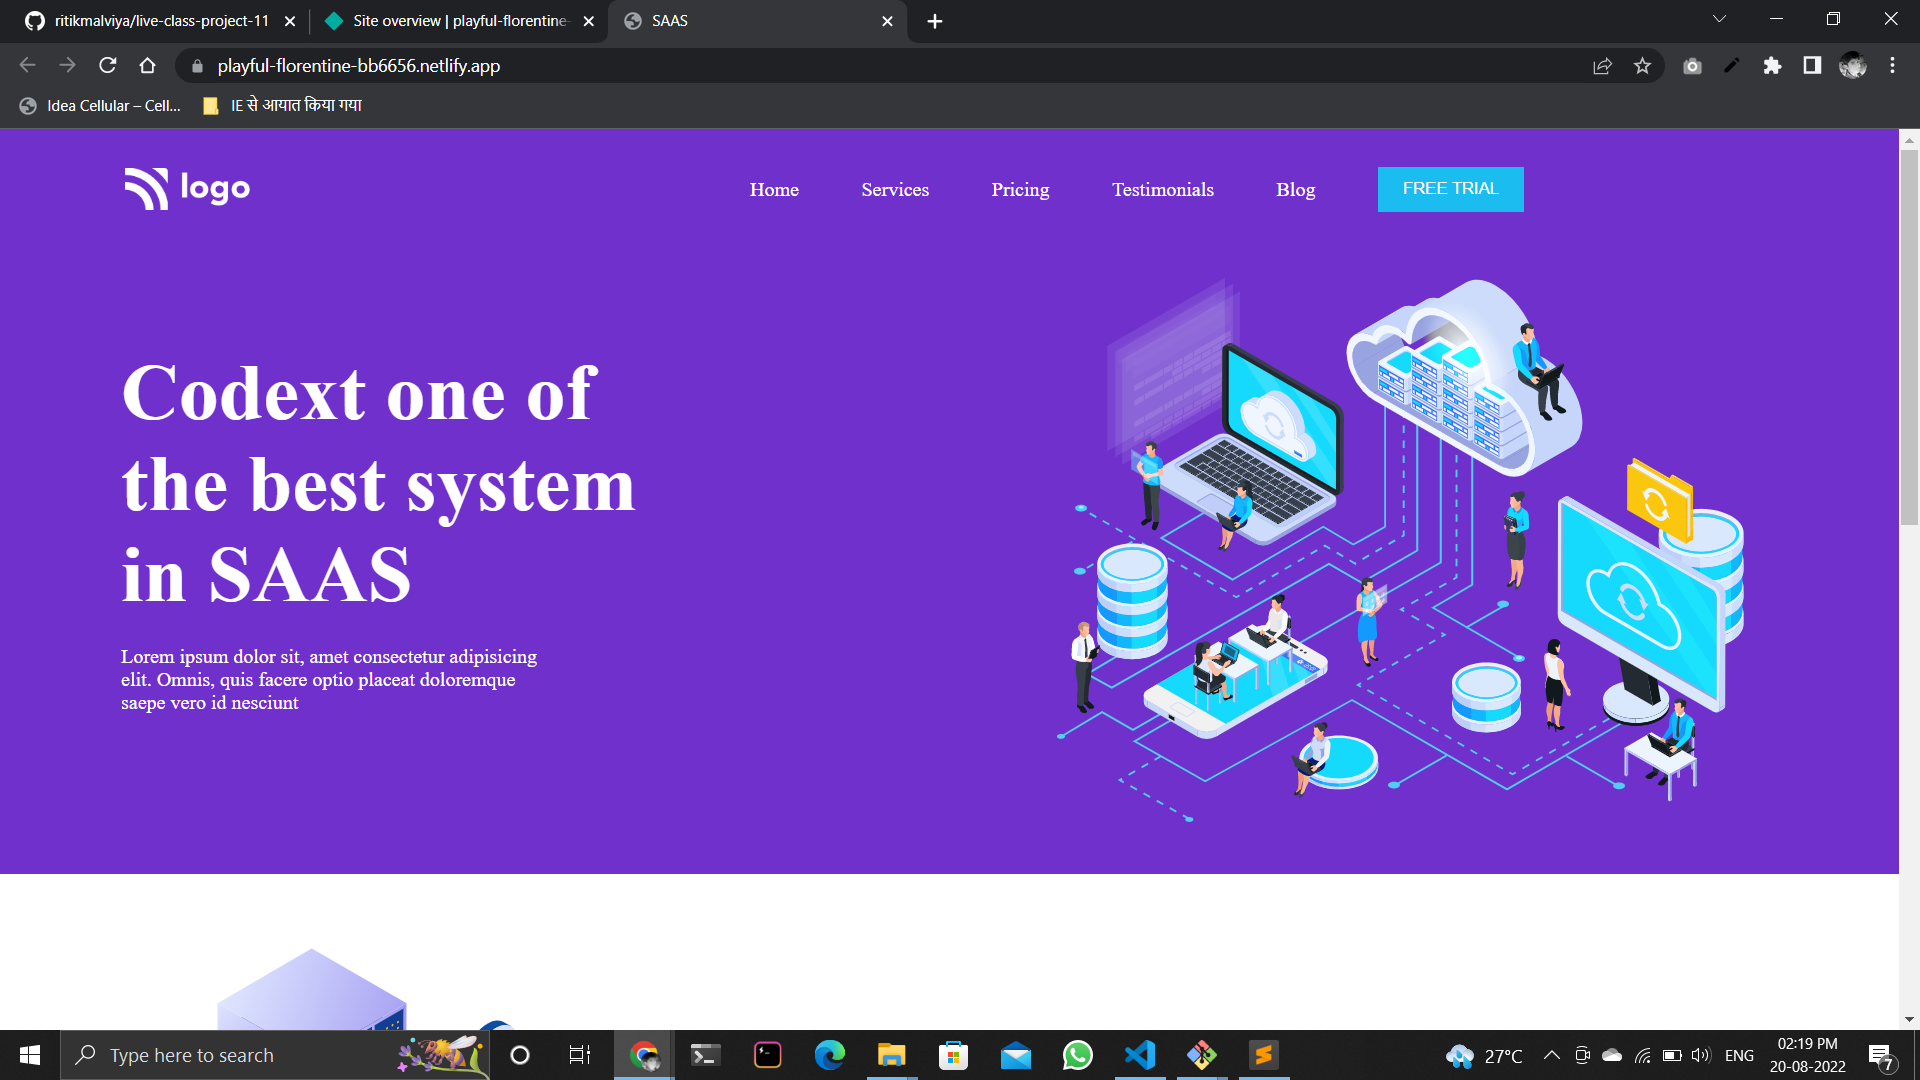 ritikmalviya/live-class-project-11
Site overview | playful-florentine-
SAAS
playful-florentine-bb6656.netlify.app
Idea Cellular – Cell...
IE से आयात किया गया
logo
Home
Services
Pricing
Testimonials
Blog
FREE TRIAL
Codext one of
the best system
in SAAS
Lorem ipsum dolor sit, amet consectetur adipisicing
elit. Omnis, quis facere optio placeat doloremque
saepe vero id nesciunt
Type here to search
27°C
ENG
02:19 PM
20-08-2022
7